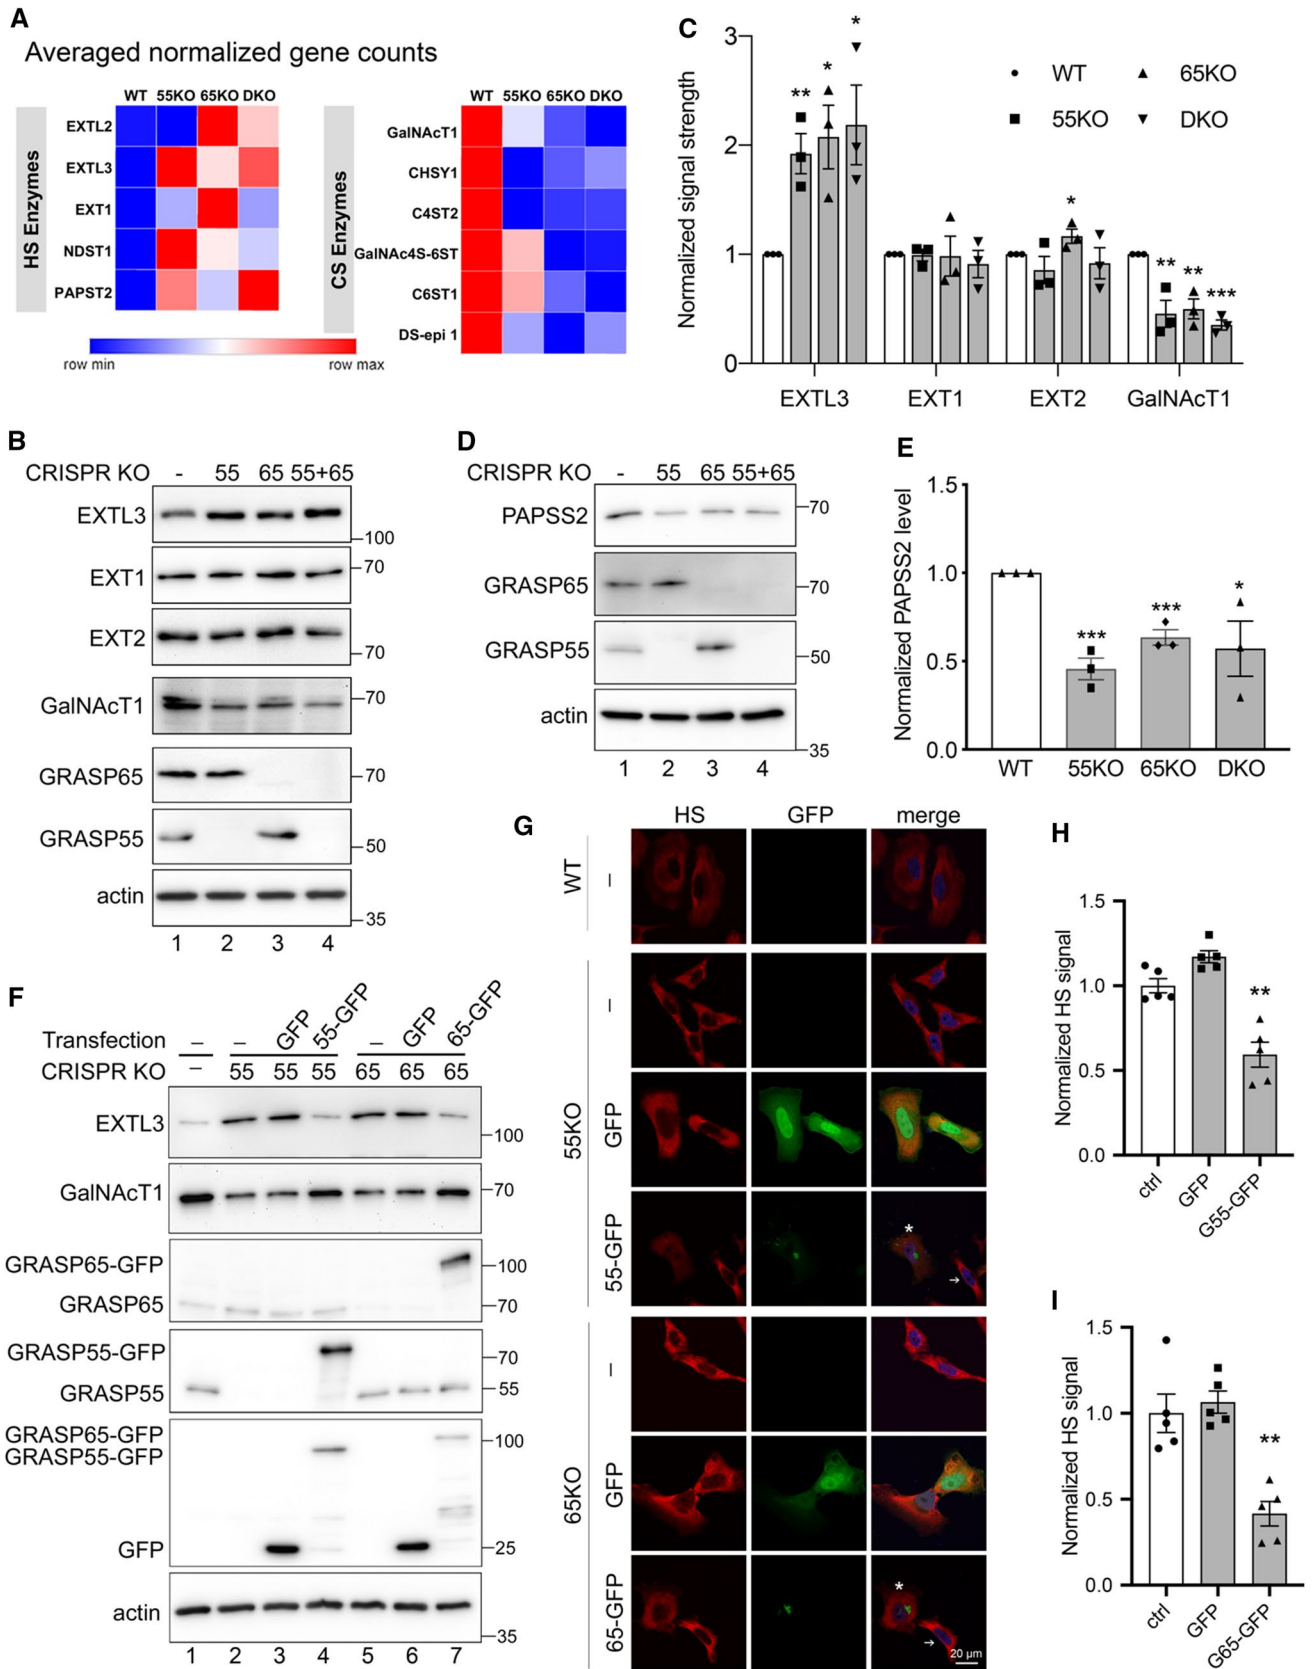 A
Averaged normalized gene counts
WT 55KO 65KO DKO
HS Enzymes
EXTL2
EXTL3
EXT1
NDST1
PAPST2
row min
row max
WT 55KO 65KO DKO
CS Enzymes
GalNAcT1
CHSY1
C4ST2
GalNAc4S-6ST
C6ST1
DS-epi 1
C
Normalized signal strength
3
2
1
0
WT
55KO
65KO
DKO
** * *
*
** ** ***
EXTL3 EXT1 EXT2 GalNAcT1
B
CRISPR KO - 55 65 55+65
EXTL3
100
EXT1
70
EXT2
70
GalNAcT1
70
GRASP65
70
GRASP55
50
actin
35
1 2 3 4
D
CRISPR KO - 55 65 55+65
PAPSS2
70
GRASP65
70
GRASP55
50
actin
35
1 2 3 4
E
Normalized PAPSS2 level
1.5
1.0
0.5
0.0
*** *** *
WT 55KO 65KO DKO
F
Transfection – – GFP 55-GFP – GFP 65-GFP
CRISPR KO – 55 55 55 65 65 65
EXTL3
100
GalNAcT1
70
GRASP65-GFP
100
GRASP65
70
GRASP55-GFP
70
GRASP55
55
GRASP65-GFP
100
GRASP55-GFP
GFP
25
actin
35
1 2 3 4 5 6 7
G
HS GFP merge
WT
–
55KO
–
GFP
55-GFP
*
65KO
–
GFP
65-GFP
*
20 µm
H
Normalized HS signal
1.5
1.0
0.5
0.0
**
ctrl GFP G55-GFP
I
Normalized HS signal
1.5
1.0
0.5
0.0
**
ctrl GFP G65-GFP